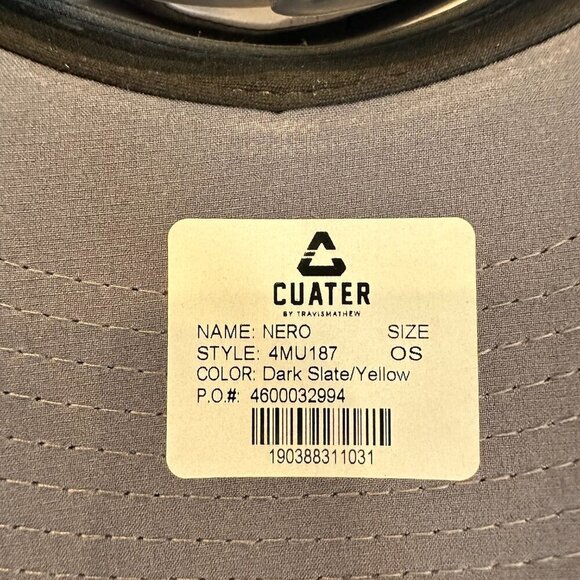 CUATER
BY TRAVISMATHEW
NAME: NERO SIZE
STYLE: 4MU187 OS
COLOR: Dark Slate/Yellow
P.O.#: 4600032994
190388311031